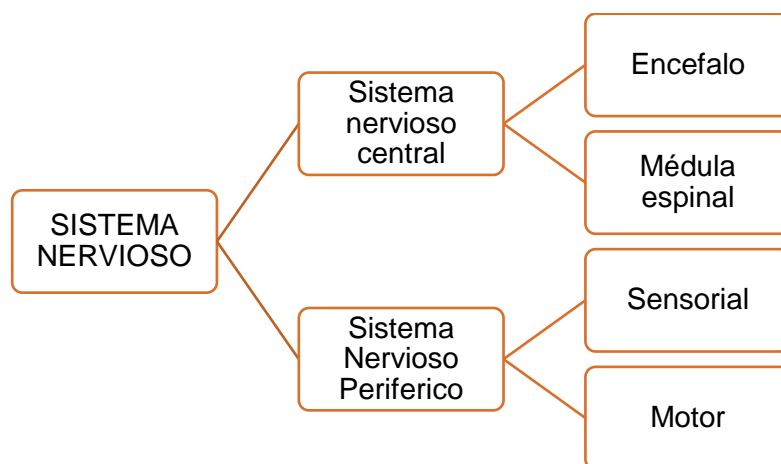 SISTEMA
NERVIOSO
Sistema
nervioso
central
Encefalo
Médula
espinal
Sistema
Nervioso
Periferico
Sensorial
Motor